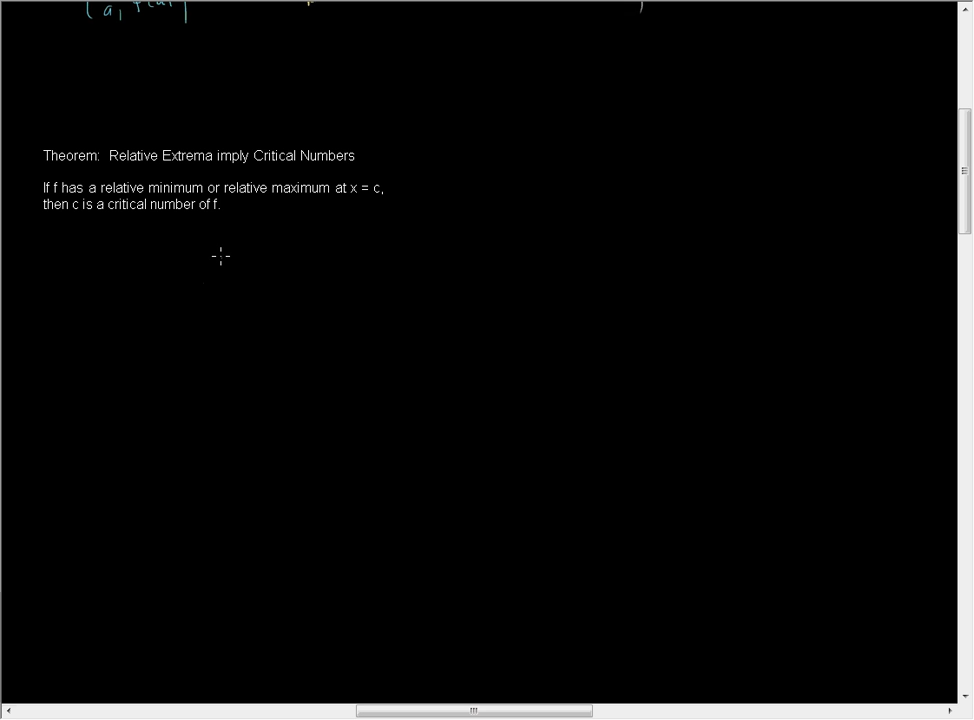 Theorem: Relative Extrema imply Critical Numbers
If f has a relative minimum or relative maximum at x = c,
then c is a critical number of f.